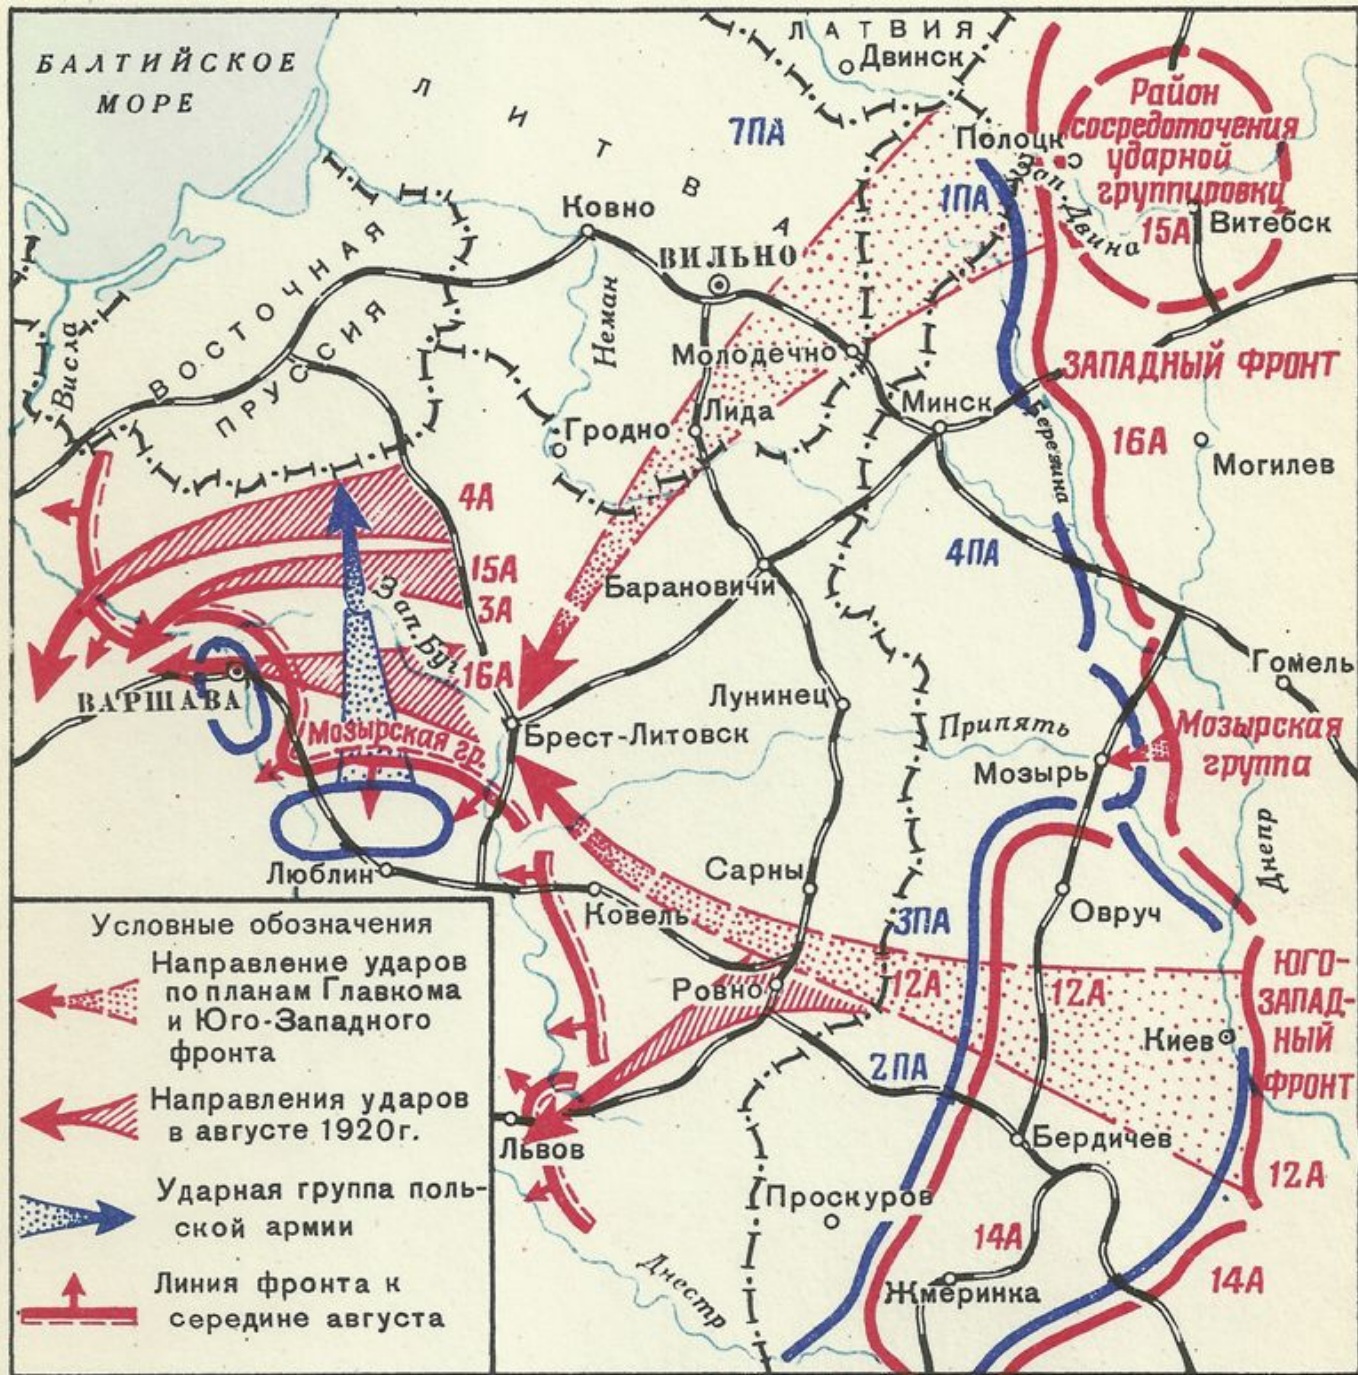 БАЛТИЙСКОЕ
МОРЕ
ЛАТВИЯ
Двинск
ЛИТВА
7ПА
Полоцк
Район
сосредоточения
ударной
группировки
15А
Витебск
Зап. Двина
1ПА
Ковно
ВИЛЬНО
ВОСТОЧНАЯ
ПРУССИЯ
Висла
Неман
Молодечно
ЗАПАДНЫЙ ФРОНТ
Лида
Минск
Гродно
Березина
16А
Могилев
4А
15А
3А
Зап. Буг
16А
4ПА
Барановичи
ВАРШАВА
Мозырская гр.
Брест-Литовск
Лунинец
Припять
Гомель
Мозырь
Мозырская
группа
Днепр
Люблин
Сарны
Ковель
3ПА
Овруч
Ровно
12А
12А
ЮГО-
ЗАПАД-
НЫЙ
ФРОНТ
Киев
2ПА
Львов
Бердичев
12А
Проскуров
14А
14А
Днестр
Жмеринка
Условные обозначения
Направление ударов
по планам Главкома
и Юго-Западного
фронта
Направления ударов
в августе 1920г.
Ударная группа поль-
ской армии
Линия фронта к
середине августа